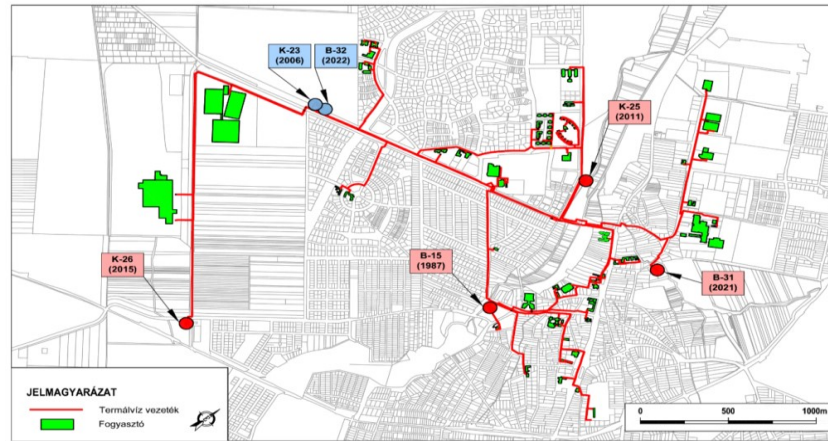 K-23
(2006)
B-32
(2022)
K-25
(2011)
K-26
(2015)
B-15
(1987)
B-31
(2021)
JELMAGYARÁZAT
Termálvíz vezeték
Fogyasztó
0 500 1000m